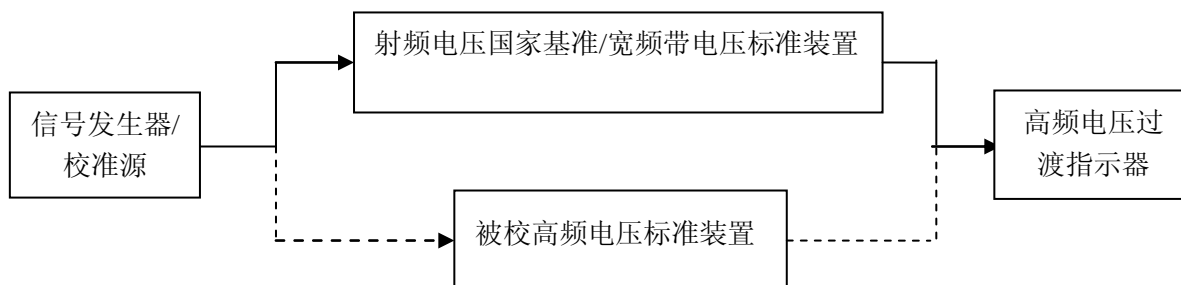 射频电压国家基准/宽频带电压标准装置
信号发生器/
校准源
高频电压过
渡指示器
被校高频电压标准装置